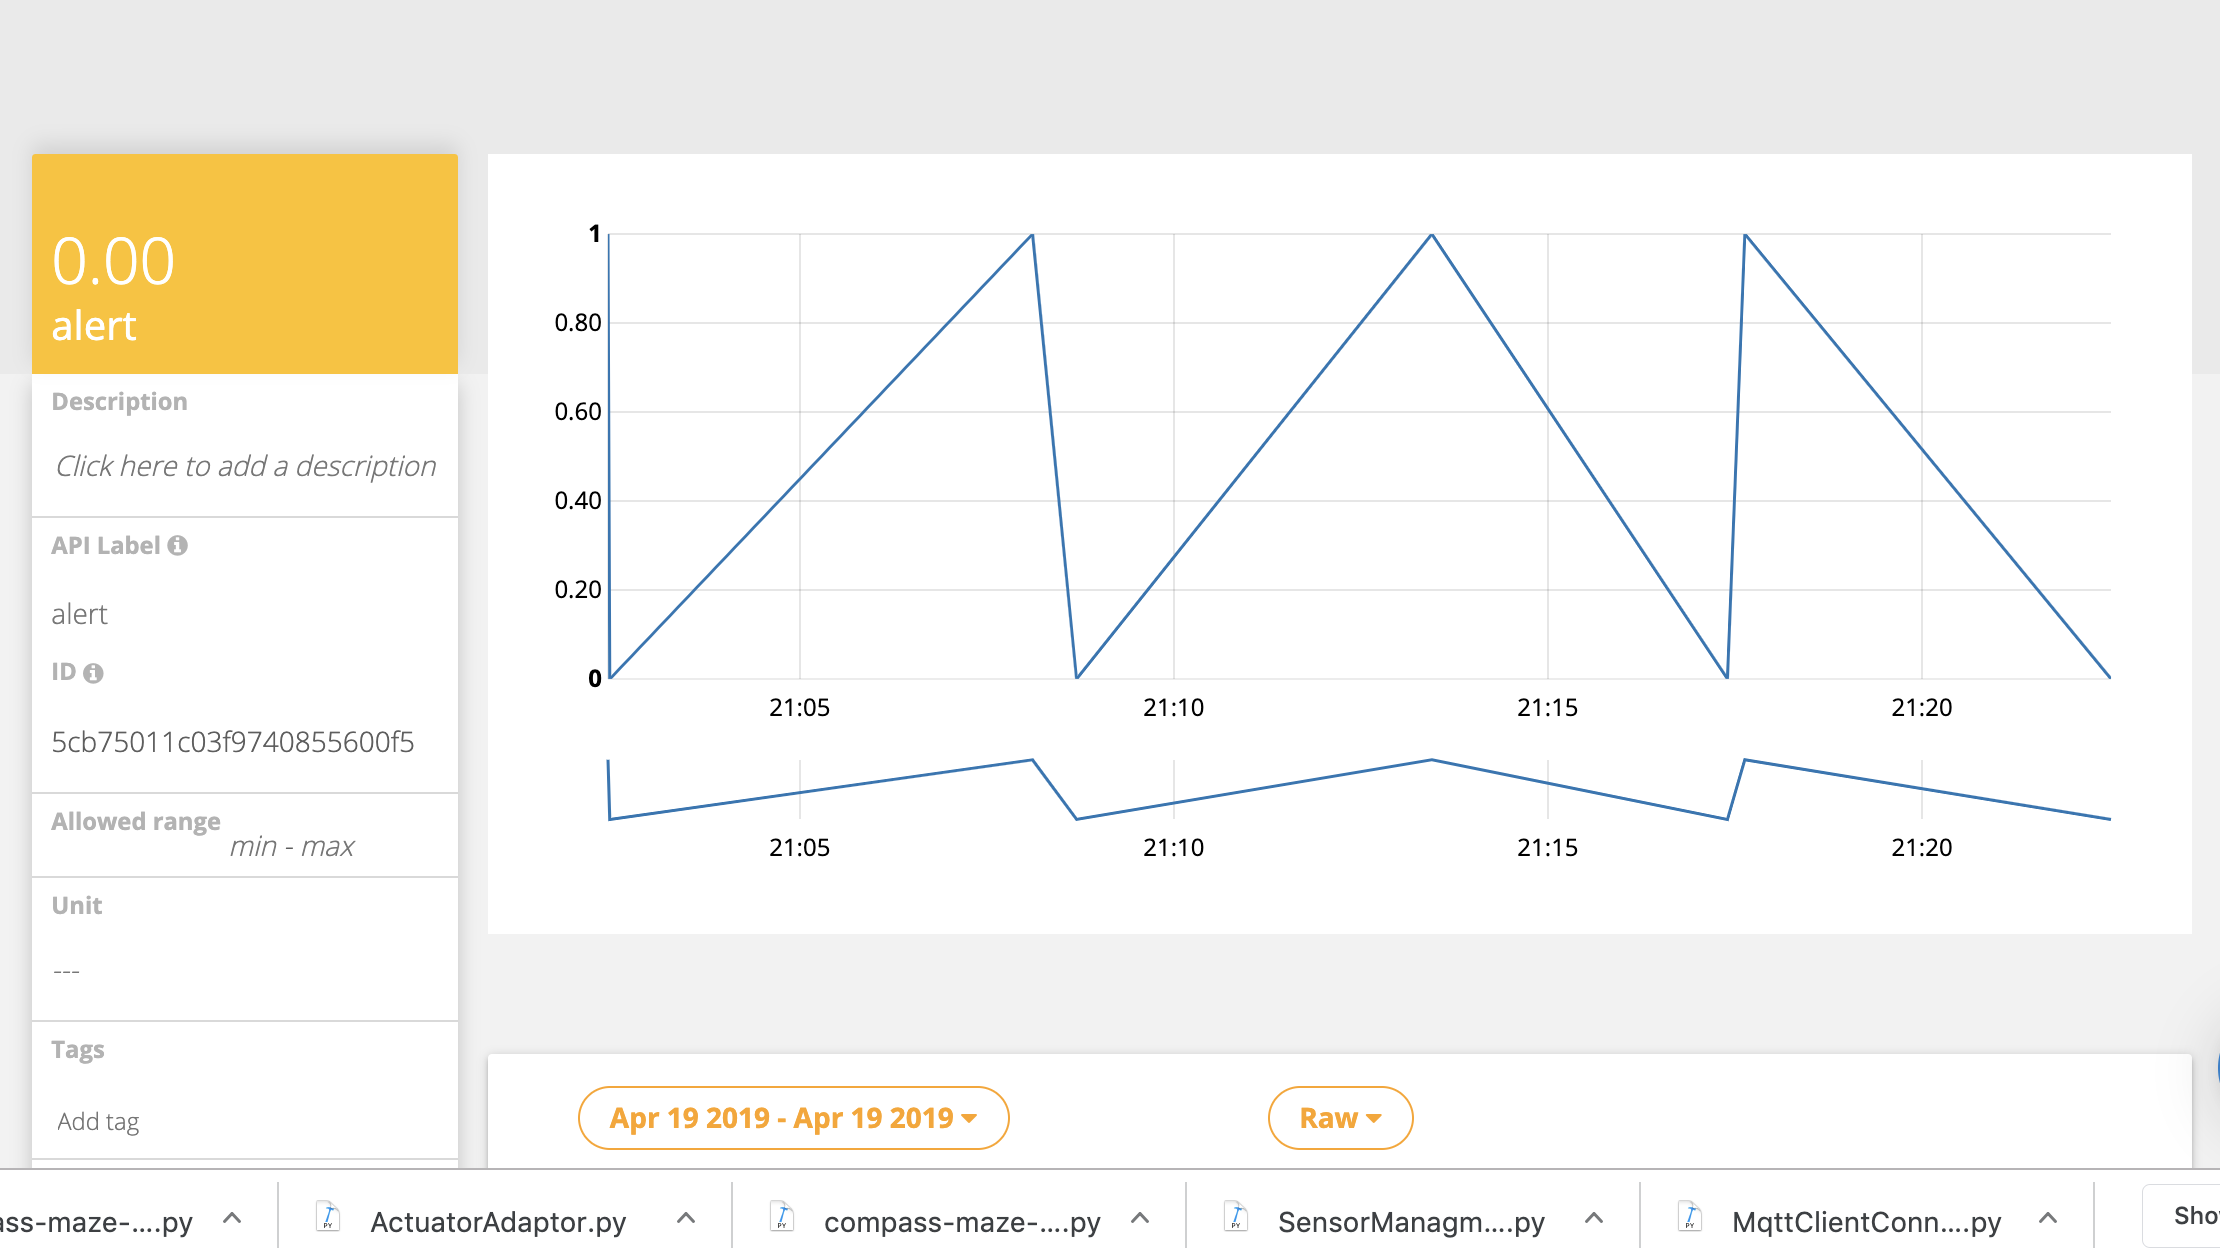 0.00
alert
Description
Click here to add a description
API Label
alert
ID
5cb75011c03f9740855600f5
Allowed range
min - max
Unit
---
Tags
Add tag
1
0.80
0.60
0.40
0.20
0
21:05 21:10 21:15 21:20
21:05 21:10 21:15 21:20
Apr 19 2019 - Apr 19 2019 Raw
ass-maze-....py ActuatorAdaptor.py compass-maze-....py SensorManagm....py MqttClientConn....py Sho